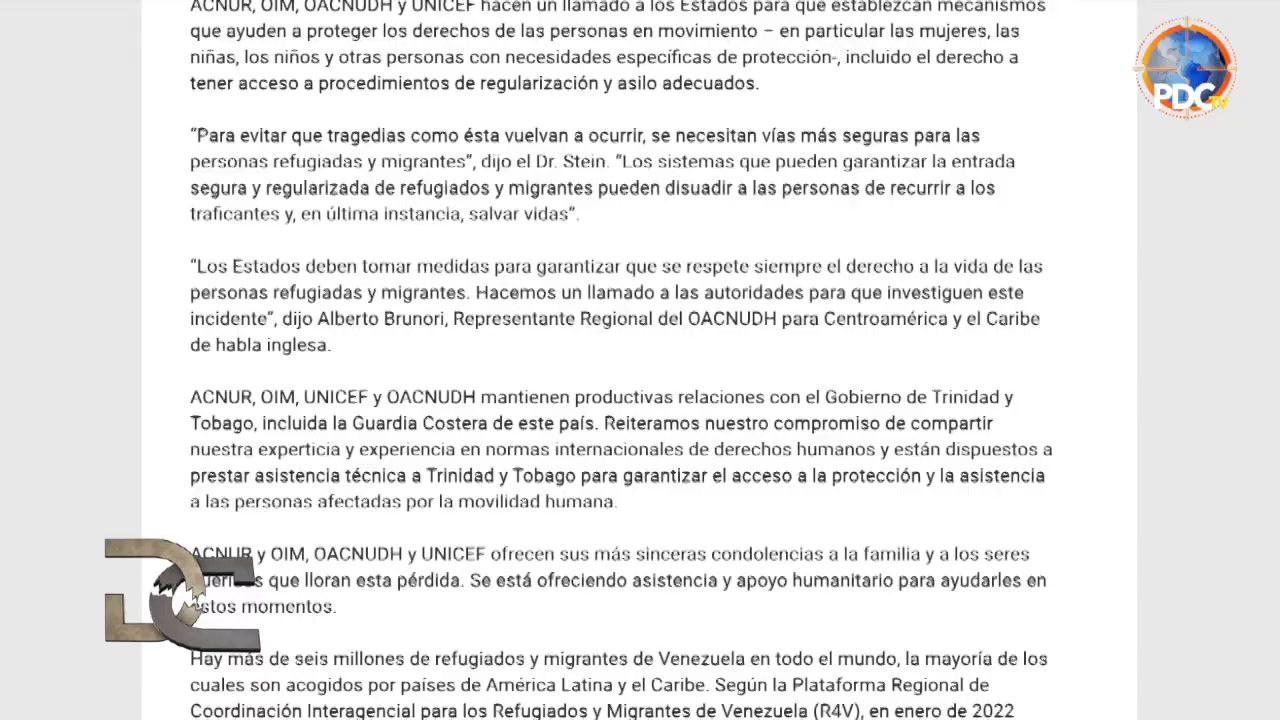 ACNUR, OIM, OACNUDH y UNICEF hacen un llamado a los Estados para que establezcan mecanismos
que ayuden a proteger los derechos de las personas en movimiento – en particular las mujeres, las
niñas, los niños y otras personas con necesidades específicas de protección-, incluido el derecho a
tener acceso a procedimientos de regularización y asilo adecuados.
PDC TV
“Para evitar que tragedias como ésta vuelvan a ocurrir, se necesitan vías más seguras para las
personas refugiadas y migrantes”, dijo el Dr. Stein. “Los sistemas que pueden garantizar la entrada
segura y regularizada de refugiados y migrantes pueden disuadir a las personas de recurrir a los
traficantes y, en última instancia, salvar vidas”.
“Los Estados deben tomar medidas para garantizar que se respete siempre el derecho a la vida de las
personas refugiadas y migrantes. Hacemos un llamado a las autoridades para que investiguen este
incidente”, dijo Alberto Brunori, Representante Regional del OACNUDH para Centroamérica y el Caribe
de habla inglesa.
ACNUR, OIM, UNICEF y OACNUDH mantienen productivas relaciones con el Gobierno de Trinidad y
Tobago, incluida la Guardia Costera de este país. Reiteramos nuestro compromiso de compartir
nuestra experticia y experiencia en normas internacionales de derechos humanos y están dispuestos a
prestar asistencia técnica a Trinidad y Tobago para garantizar el acceso a la protección y la asistencia
a las personas afectadas por la movilidad humana.
ACNUR y OIM, OACNUDH y UNICEF ofrecen sus más sinceras condolencias a la familia y a los seres
que lloran esta pérdida. Se está ofreciendo asistencia y apoyo humanitario para ayudarles en
estos momentos.
DC
Hay más de seis millones de refugiados y migrantes de Venezuela en todo el mundo, la mayoría de los
cuales son acogidos por países de América Latina y el Caribe. Según la Plataforma Regional de
Coordinación Interagencial para los Refugiados y Migrantes de Venezuela (R4V), en enero de 2022